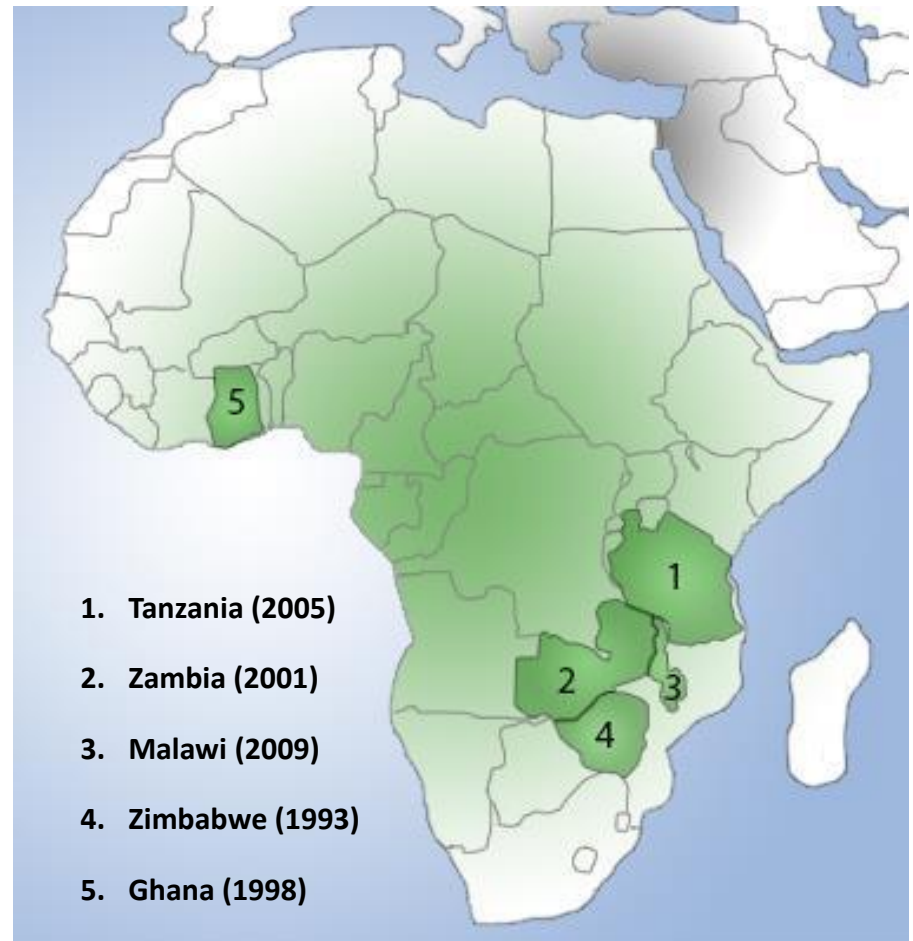 5
1
2
3
4
1. Tanzania (2005)
2. Zambia (2001)
3. Malawi (2009)
4. Zimbabwe (1993)
5. Ghana (1998)